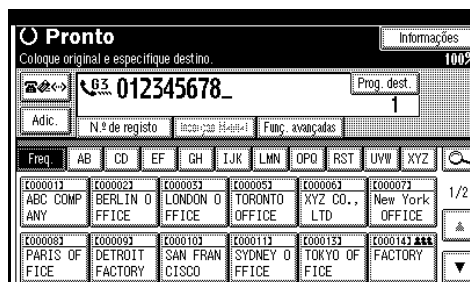 Pronto
Informações
Coloque original e especifique destino.
100%
G3 012345678_
Prog. dest.
1
Adic.
N.º de registo
Funç. avançadas
Freq. AB CD EF GH IJK LMN OPQ RST UVW XYZ
[00001] [00002] [00003] [00005] [00006] [00007]
ABC COMP BERLIN O LONDON O TORONTO XYZ CO., New York
ANY FFICE FFICE OFFICE LTD OFFICE
1/2
[00008] [00009] [00010] [00011] [00013] [00014]
PARIS OF DETROIT SAN FRAN SYDNEY O TOKYO OF FACTORY
FICE FACTORY CISCO FFICE FICE